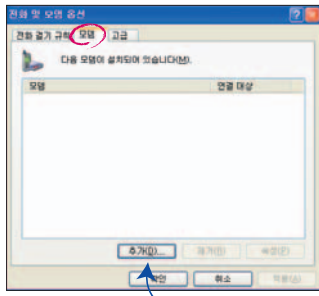 전화 및 모뎀 옵션
전화 걸기 규칙 모뎀 고급
다음 모뎀이 설치되어 있습니다(M).
모뎀 연결 대상
추가(D)... 제거(R) 속성(P)
확인 취소 적용(A)